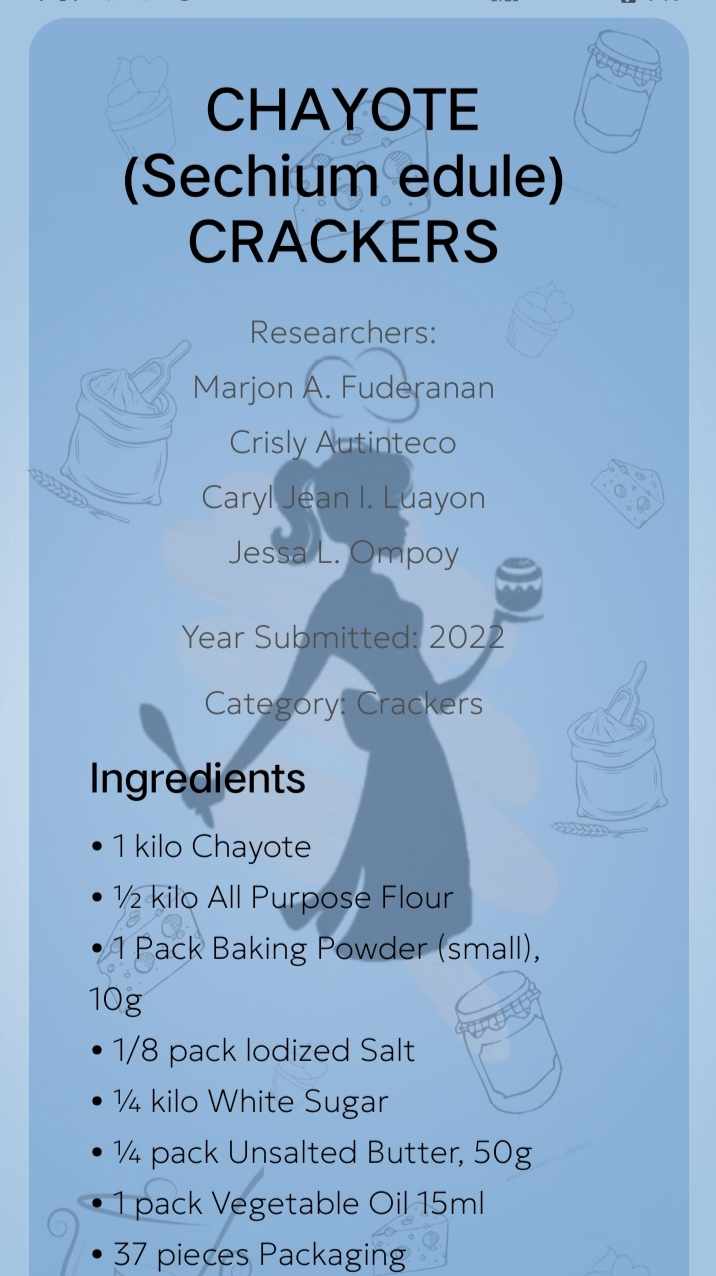 CHAYOTE
(Sechium edule)
CRACKERS
Researchers:
Marjon A. Fuderanan
Crisly Autinteco
Caryl Jean I. Luayon
Jessa L. Ompoy
Year Submitted: 2022
Category: Crackers
Ingredients
• 1 kilo Chayote
• ½ kilo All Purpose Flour
• 1 Pack Baking Powder (small),
10g
• 1/8 pack Iodized Salt
• ¼ kilo White Sugar
• ¼ pack Unsalted Butter, 50g
• 1 pack Vegetable Oil 15ml
• 37 pieces Packaging